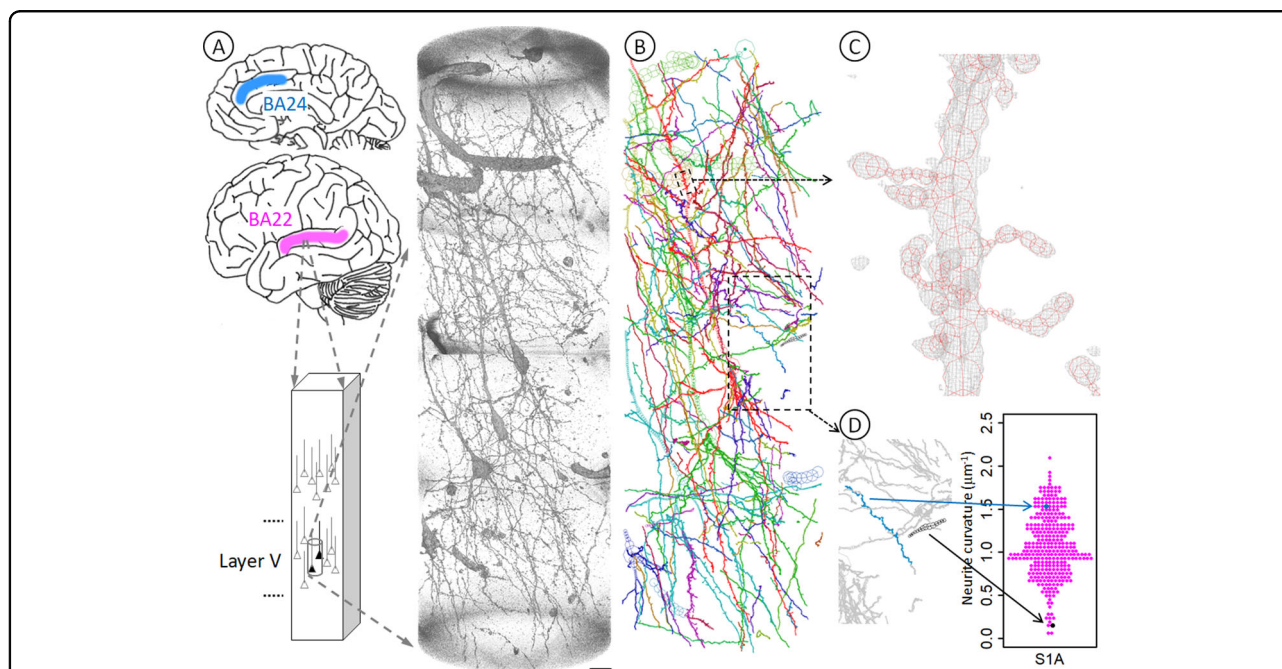 A
BA24
BA22
Layer V
B
C
D
Neurite curvature (μm⁻¹)
2.5
2.0
1.5
1.0
0.5
0.0
S1A